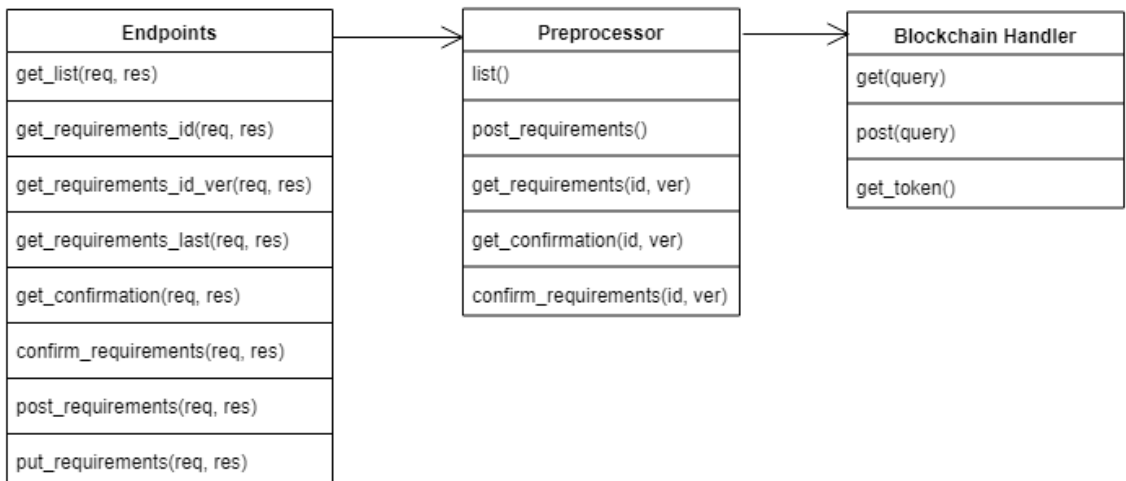 Endpoints
get_list(req, res)
get_requirements_id(req, res)
get_requirements_id_ver(req, res)
get_requirements_last(req, res)
get_confirmation(req, res)
confirm_requirements(req, res)
post_requirements(req, res)
put_requirements(req, res)
Preprocessor
list()
post_requirements()
get_requirements(id, ver)
get_confirmation(id, ver)
confirm_requirements(id, ver)
Blockchain Handler
get(query)
post(query)
get_token()